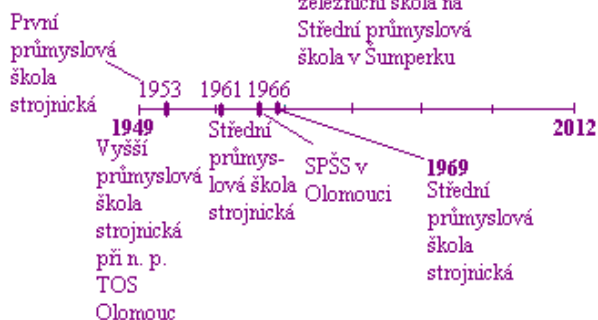 železniční škola na
Střední průmyslová
škola v Šumperku
První
průmyslová
škola
strojnická
1953
1961
1966
1949
2012
Vyšší
průmyslová
škola
strojnická
při n. p.
TOS
Olomouc
Střední
průmys-
lová škola
strojnická
SPŠS v
Olomouci
1969
Střední
průmyslová
škola
strojnická